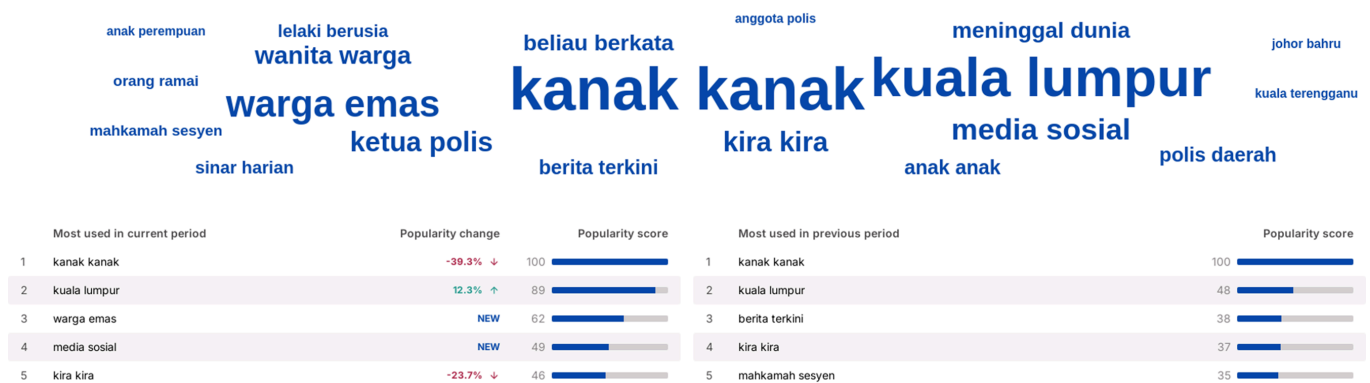 anggota polis
anak perempuan
lelaki berusia
meninggal dunia
beliau berkata
johor bahru
wanita warga
orang ramai
kanak kanak
kuala lumpur
kuala terengganu
warga emas
mahkamah sesyen
media sosial
ketua polis
kira kira
polis daerah
sinar harian
berita terkini
anak anak
Most used in current period Popularity change Popularity score
1 kanak kanak -39.3% ↓ 100
2 kuala lumpur 12.3% ↑ 89
3 warga emas NEW 62
4 media sosial NEW 49
5 kira kira -23.7% ↓ 46
Most used in previous period Popularity score
1 kanak kanak 100
2 kuala lumpur 48
3 berita terkini 38
4 kira kira 37
5 mahkamah sesyen 35